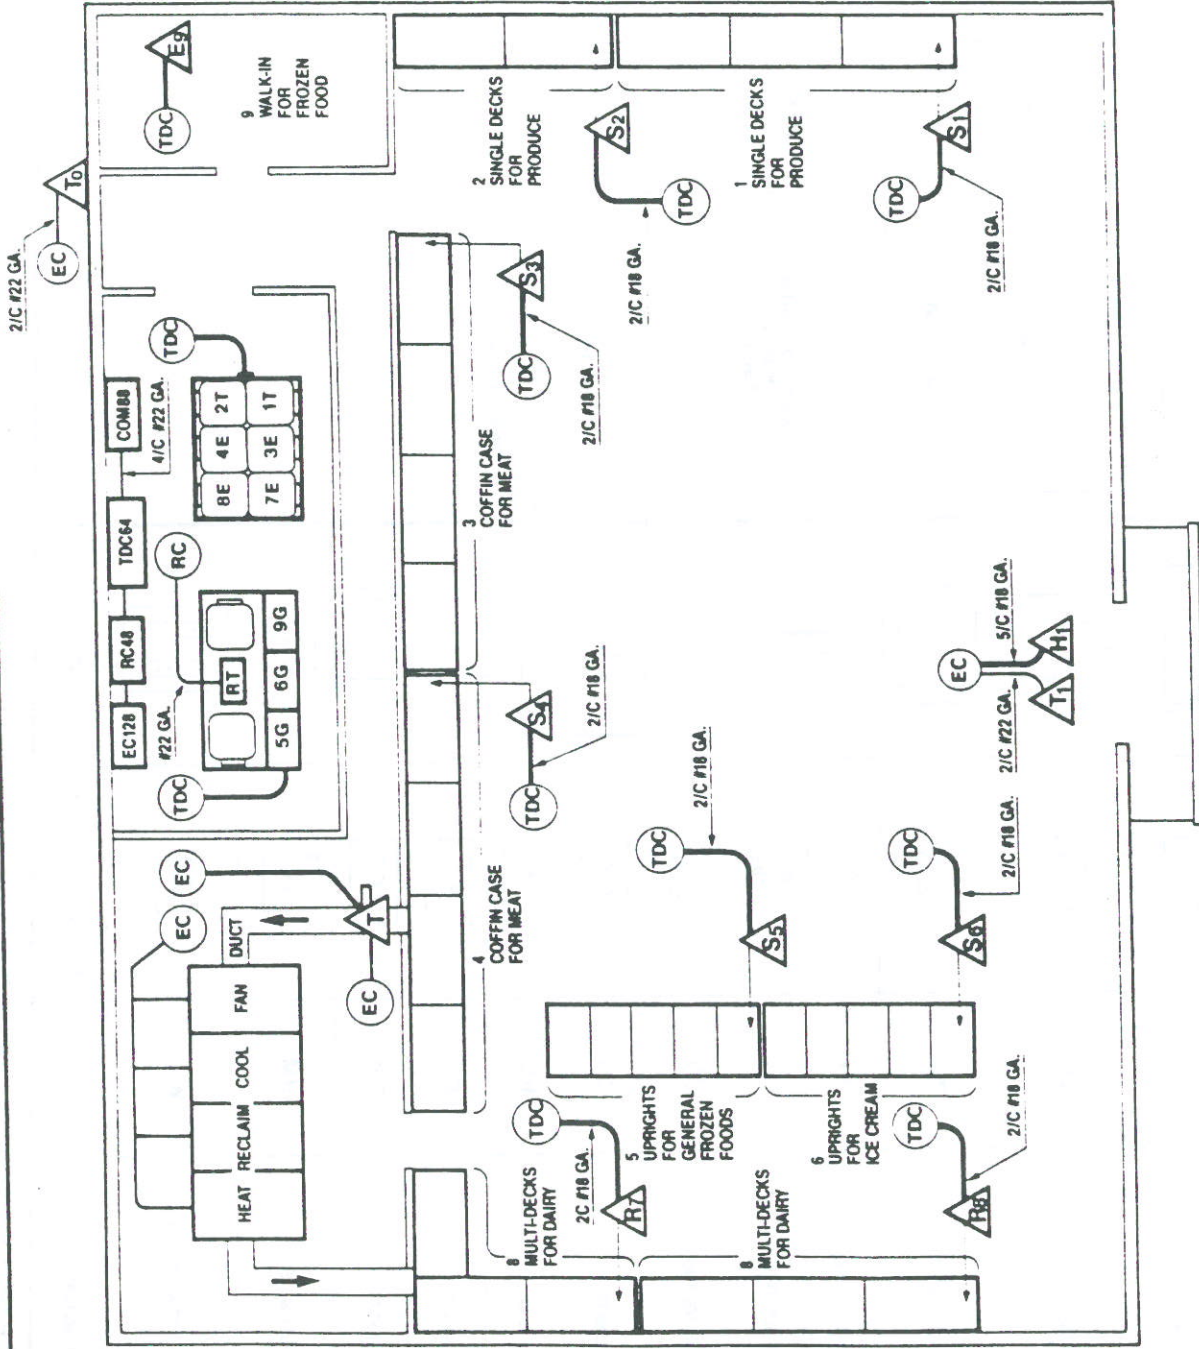 2/C #22 GA.
EC
T0
EC128
RC48
TDC64
COM88
4/C #22 GA.
#22 GA.
RC
TDC
5G
6G
9G
RT
TDC
8E
4E
2T
7E
3E
1T
TDC
E9
9
WALK-IN
FOR
FROZEN
FOOD
EC
EC
HEAT
RECLAIM
COOL
FAN
DUCT
T
EC
4
COFFIN CASE
FOR MEAT
3
COFFIN CASE
FOR MEAT
TDC
S4
2/C #18 GA.
TDC
S3
2/C #18 GA.
2
SINGLE DECKS
FOR
PRODUCE
S2
TDC
2/C #18 GA.
1
SINGLE DECKS
FOR
PRODUCE
S1
TDC
2/C #18 GA.
8
MULTI-DECKS
FOR DAIRY
2C #18 GA.
TDC
R7
5
UPRIGHTS
FOR
GENERAL
FROZEN
FOODS
TDC
2/C #18 GA.
S5
8
MULTI-DECKS
FOR DAIRY
6
UPRIGHTS
FOR
ICE CREAM
TDC
R8
2/C #18 GA.
TDC
S6
2/C #18 GA.
EC
2/C #22 GA.
5/C #18 GA.
T1
H1